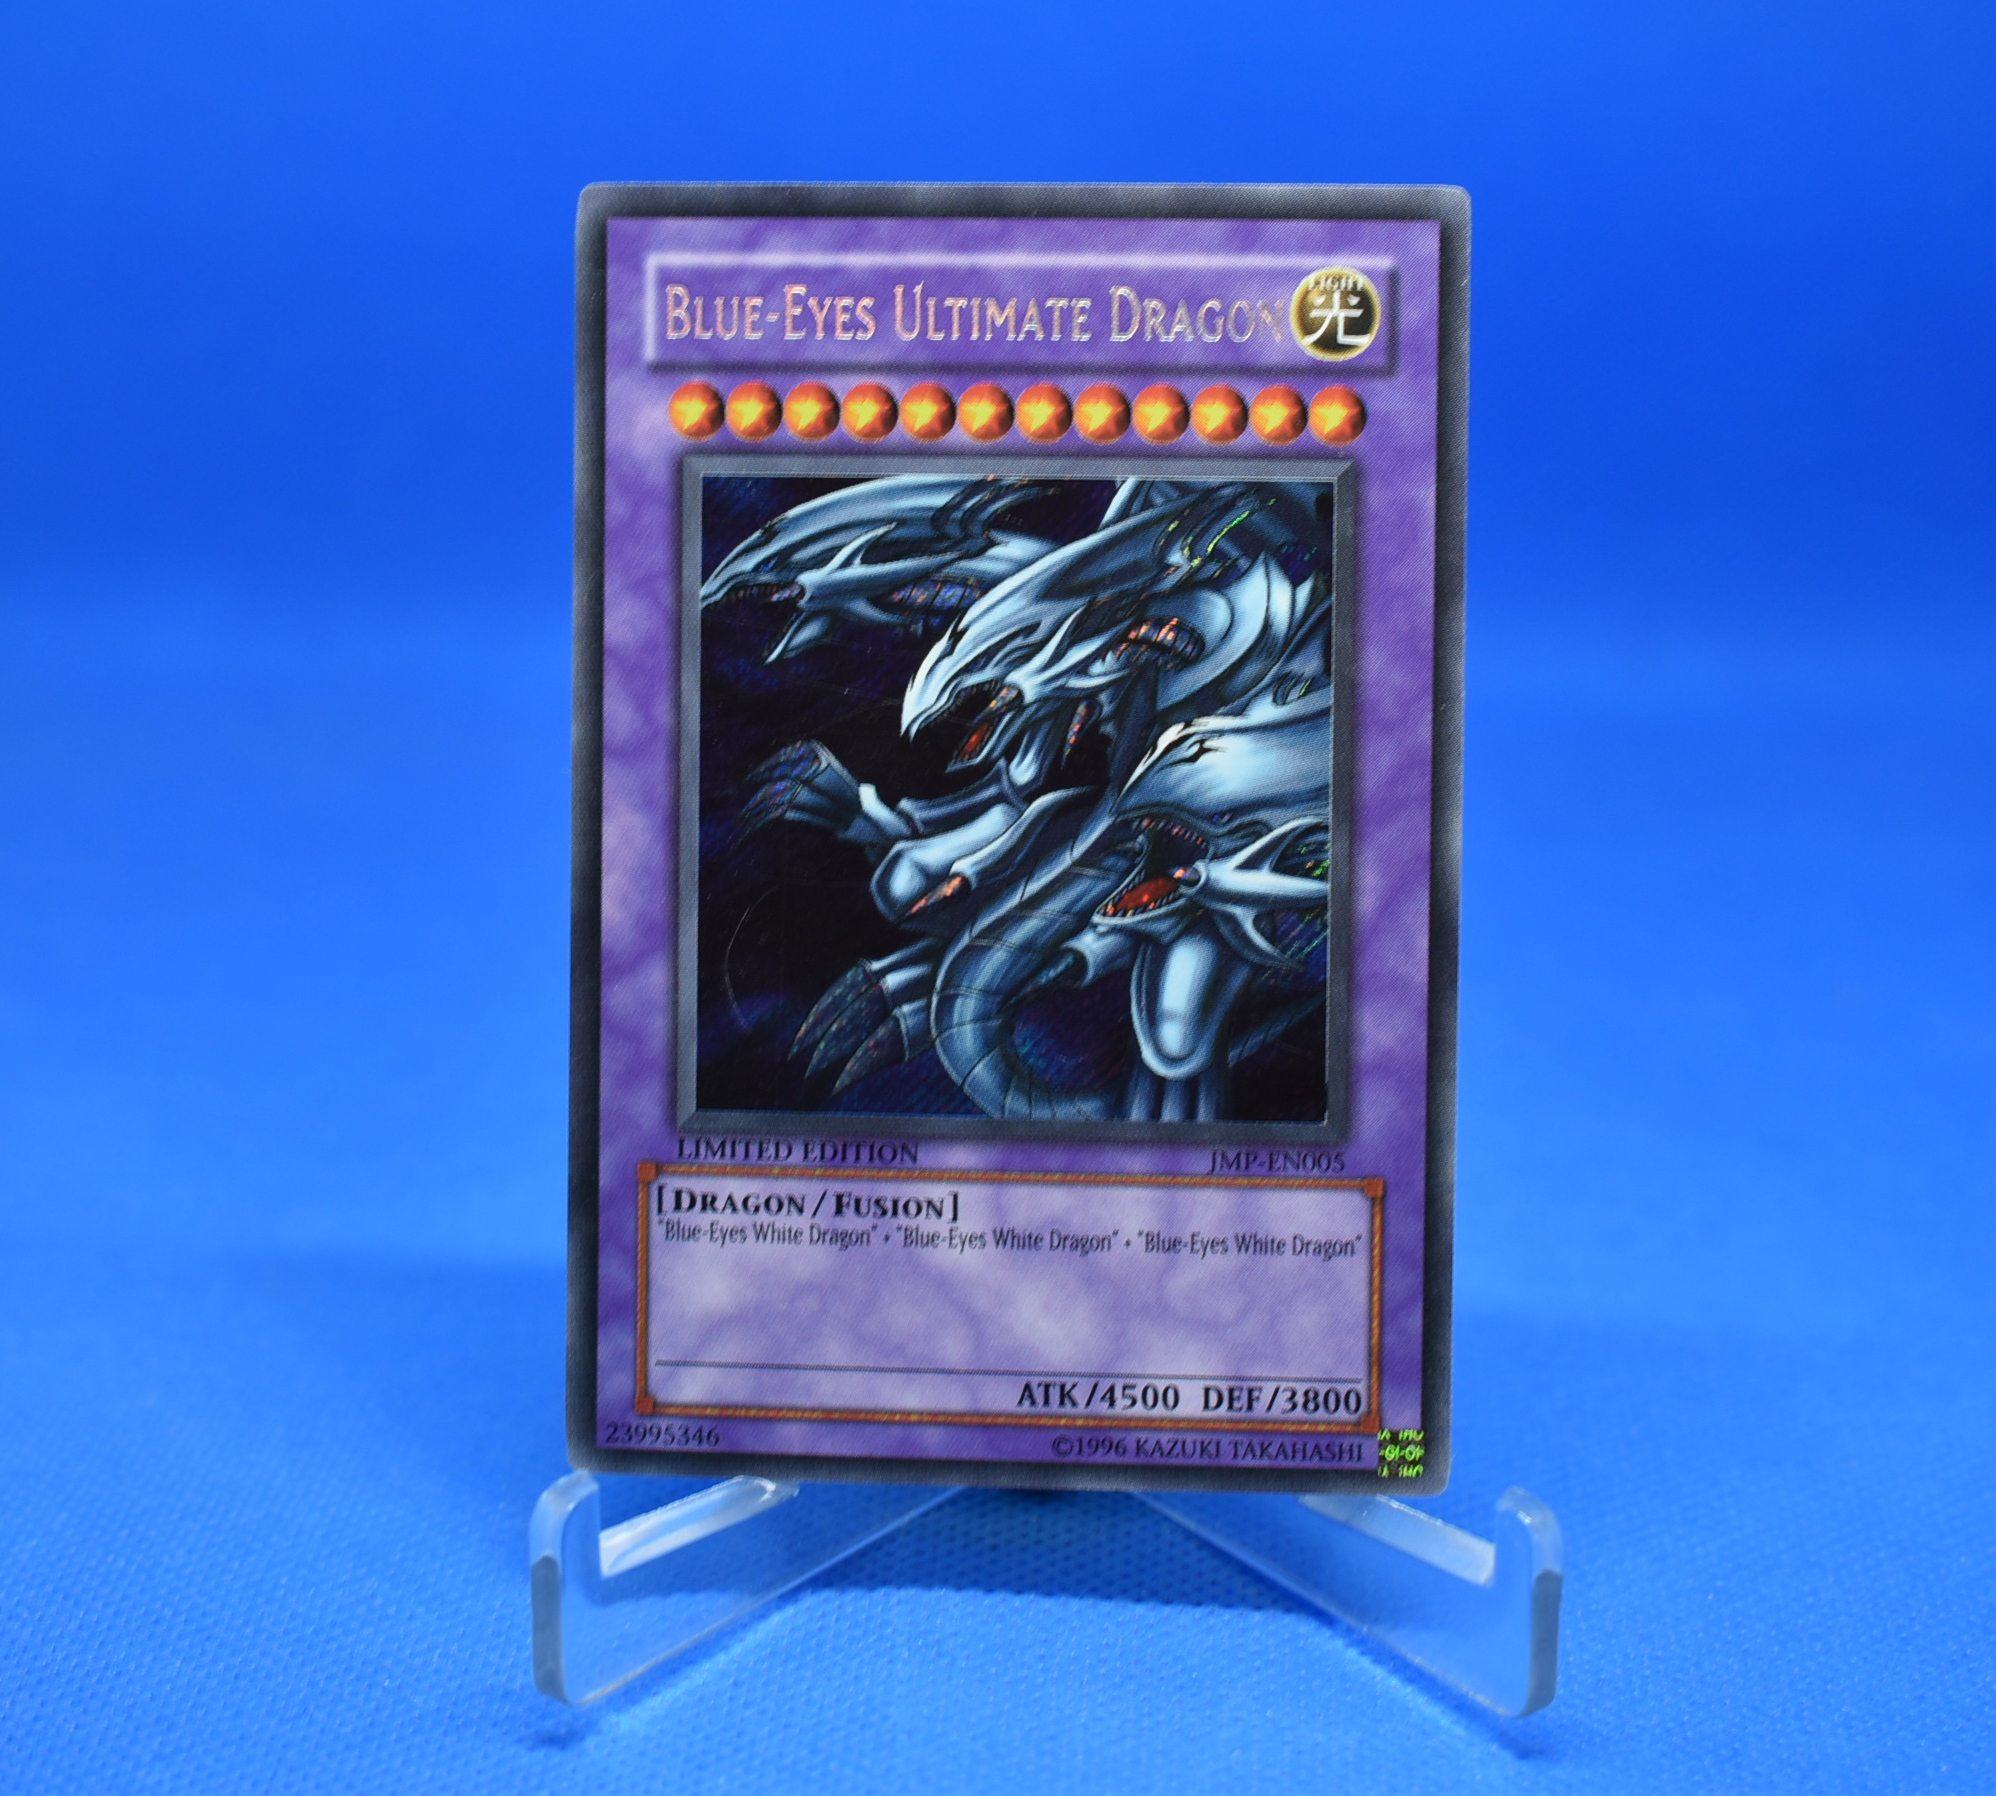 BLUE-EYES ULTIMATE DRAGON
LIGHT
光
LIMITED EDITION
JMP-EN005
[DRAGON/FUSION]
"Blue-Eyes White Dragon" + "Blue-Eyes White Dragon" + "Blue-Eyes White Dragon"
ATK/4500 DEF/3800
23995346
©1996 KAZUKI TAKAHASHI